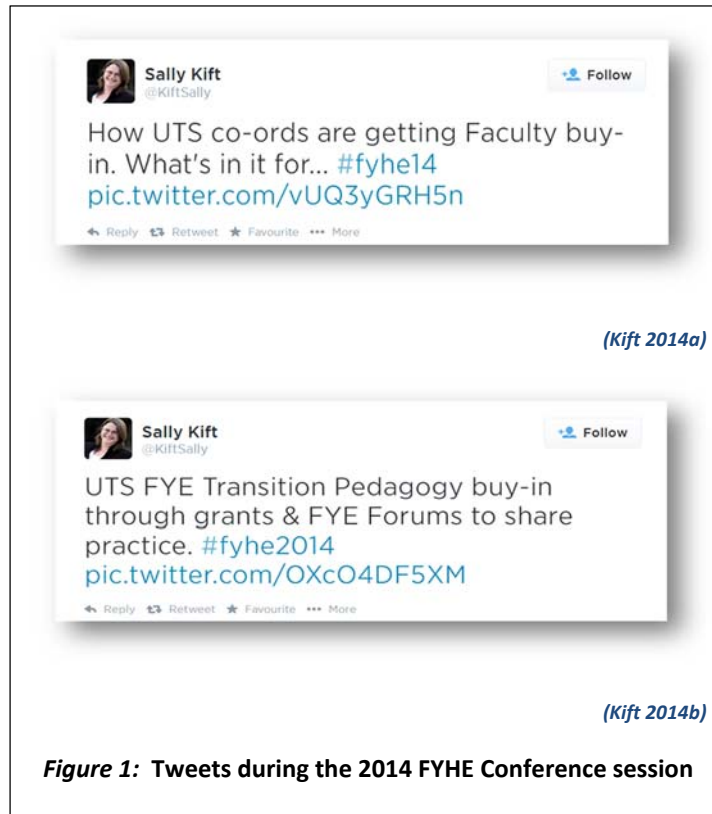 Sally Kift
@KiftSally
Follow
How UTS co-ords are getting Faculty buy-
in. What's in it for... #fyhe14
pic.twitter.com/vUQ3yGRH5n
Reply Retweet Favourite More
(Kift 2014a)
Sally Kift
@KiftSally
Follow
UTS FYE Transition Pedagogy buy-in
through grants & FYE Forums to share
practice. #fyhe2014
pic.twitter.com/OXcO4DF5XM
Reply Retweet Favourite More
(Kift 2014b)
Figure 1: Tweets during the 2014 FYHE Conference session